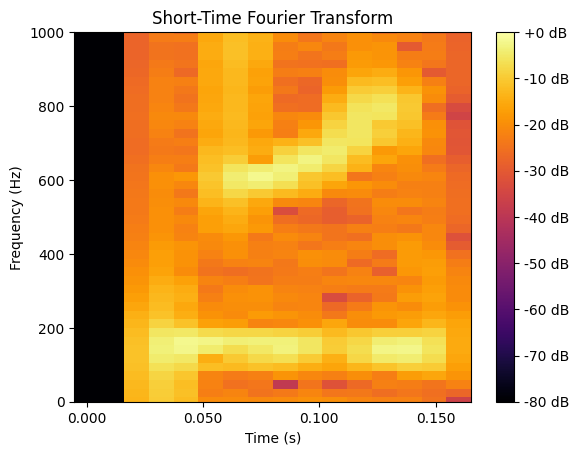 Short-Time Fourier Transform
1000
800
600
400
200
0
Frequency (Hz)
0.000
0.050
0.100
0.150
Time (s)
+0 dB
-10 dB
-20 dB
-30 dB
-40 dB
-50 dB
-60 dB
-70 dB
-80 dB